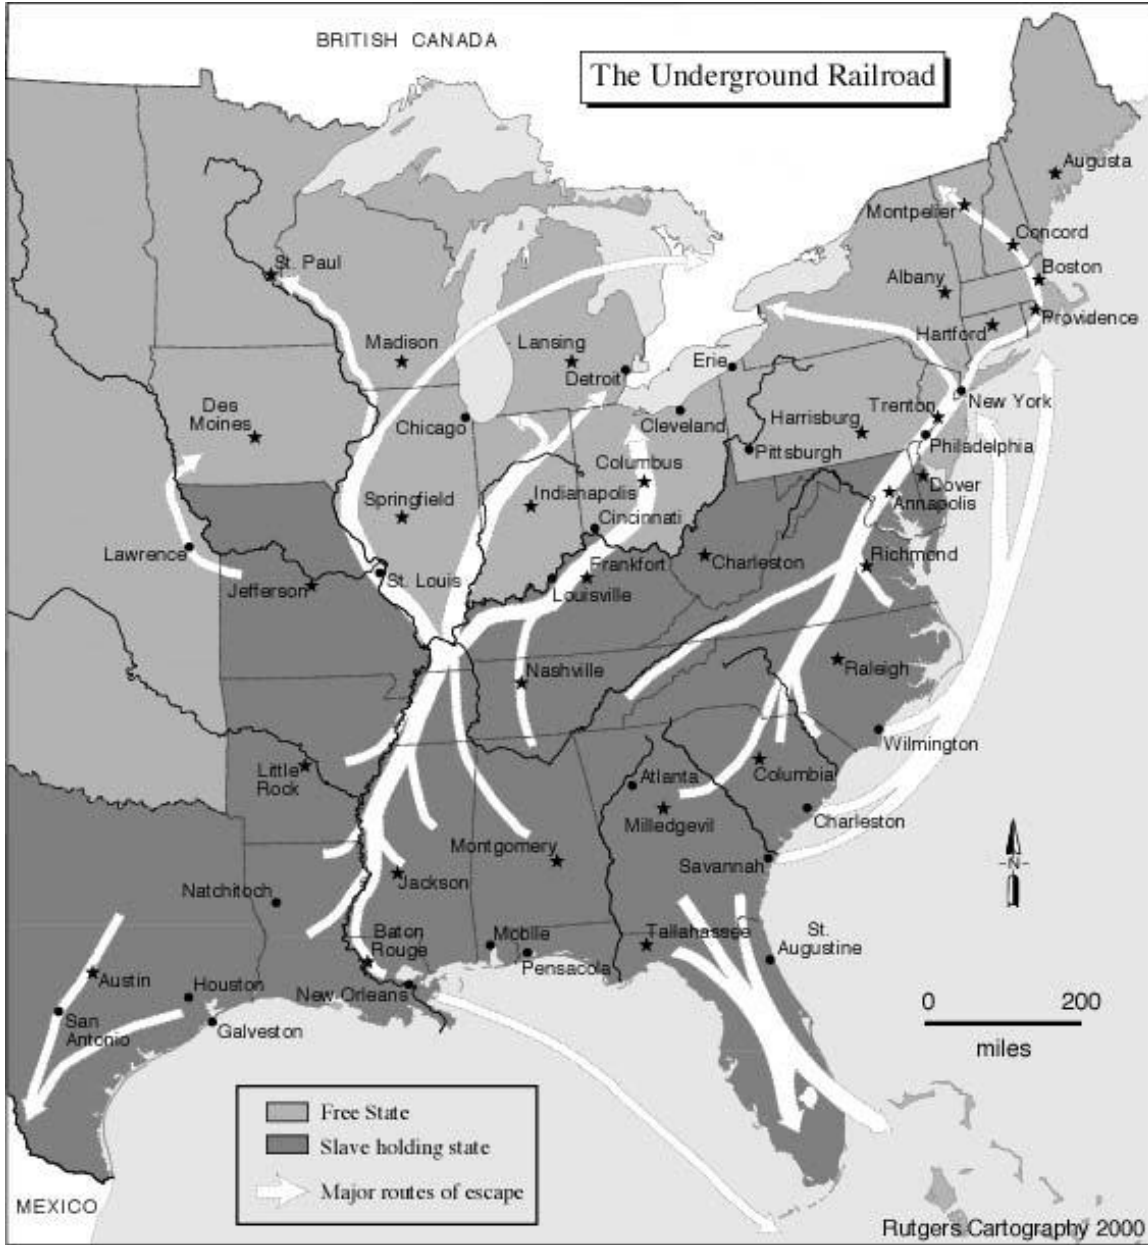 BRITISH CANADA
The Underground Railroad
Augusta
Montpelier
Concord
St. Paul
Albany
Boston
Hartford
Providence
Madison
Lansing
Detroit
Erie
New York
Des
Moines
Chicago
Cleveland
Harrisburg
Trenton
Philadelphia
Pittsburgh
Columbus
Springfield
Indianapolis
Dover
Annapolis
Cincinnati
Lawrence
Jefferson
St. Louis
Frankfort
Louisville
Charleston
Richmond
Nashville
Raleigh
Wilmington
Little
Rock
Atlanta
Columbia
Milledgevil
Charleston
Montgomery
Savannah
Jackson
Natchitoch
Baton
Rouge
Mobile
Tallahassee
St.
Augustine
Pensacola
Austin
Houston
New Orleans
San
Antonio
Galveston
N
0 200
miles
Free State
Slave holding state
Major routes of escape
MEXICO
Rutgers Cartography 2000